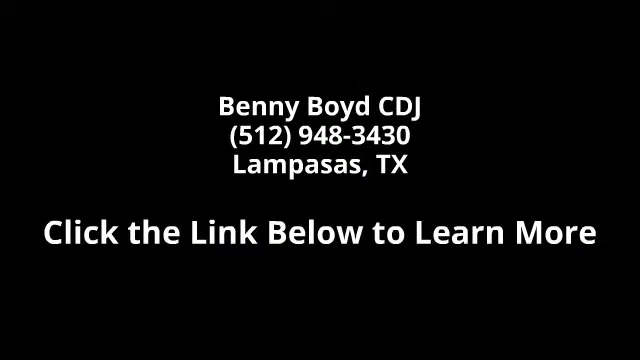 Benny Boyd CDJ
(512) 948-3430
Lampasas, TX
Click the Link Below to Learn More